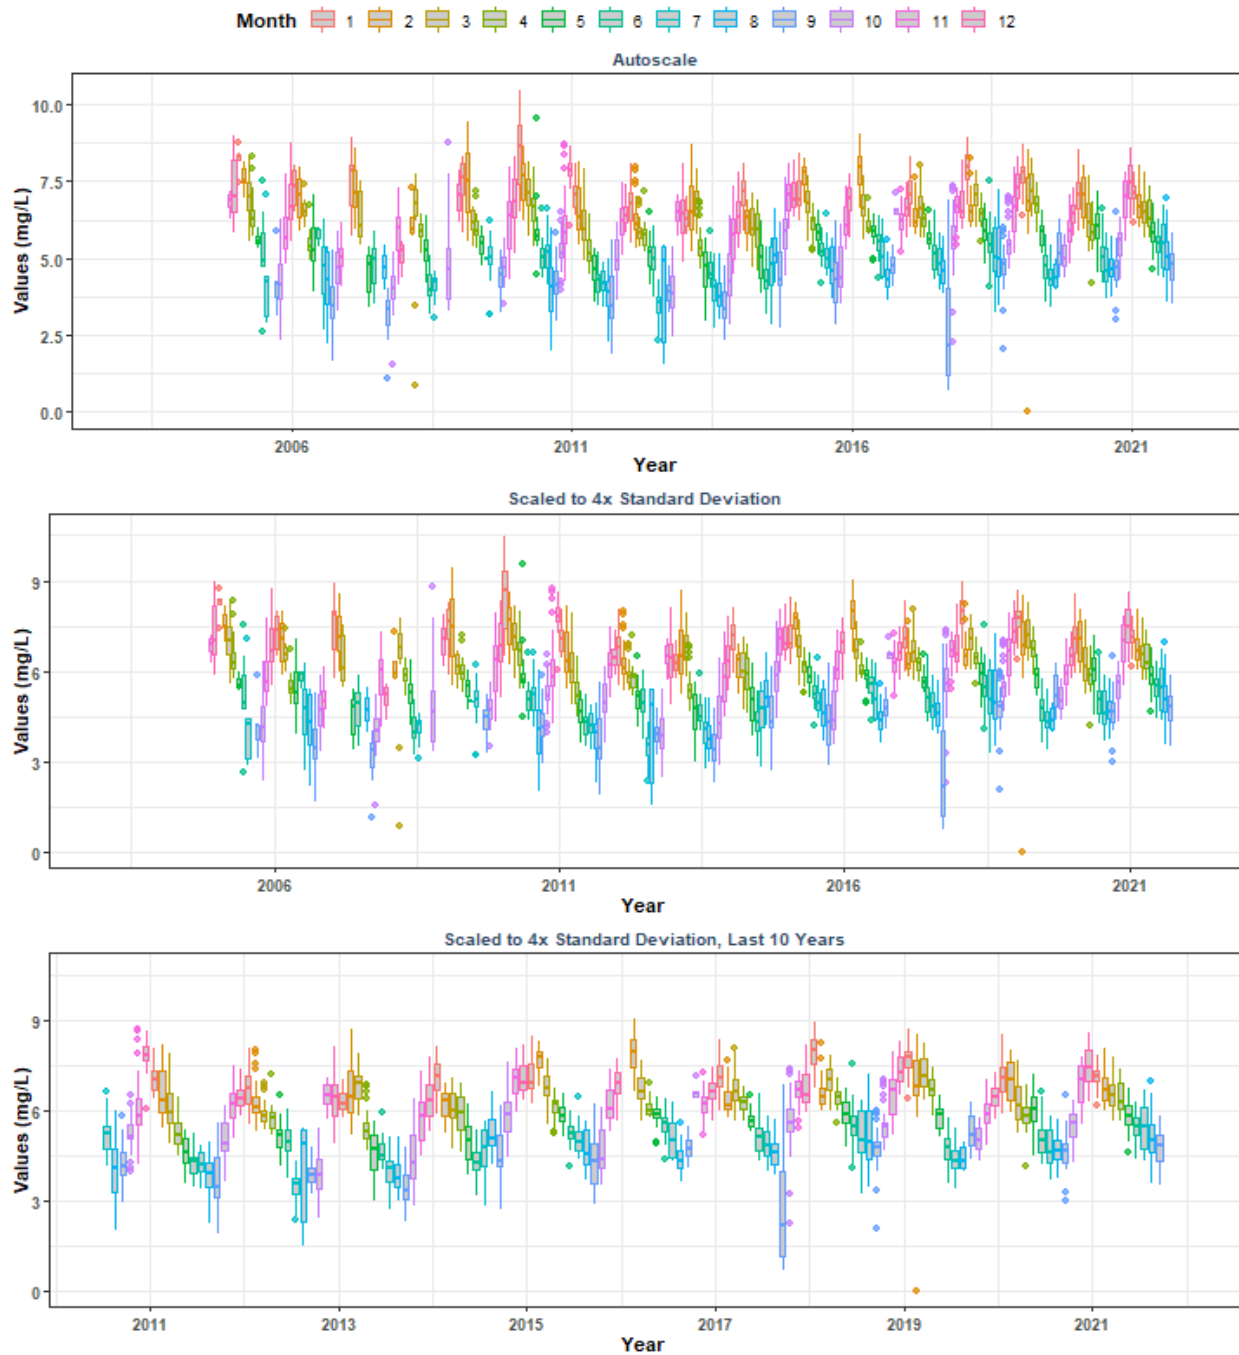 Month 1 2 3 4 5 6 7 8 9 10 11 12
Autoscale
Values (mg/L)
10.0
7.5
5.0
2.5
0.0
2006 2011 2016 2021
Year
Scaled to 4x Standard Deviation
Values (mg/L)
9
6
3
0
2006 2011 2016 2021
Year
Scaled to 4x Standard Deviation, Last 10 Years
Values (mg/L)
9
6
3
0
2011 2013 2015 2017 2019 2021
Year